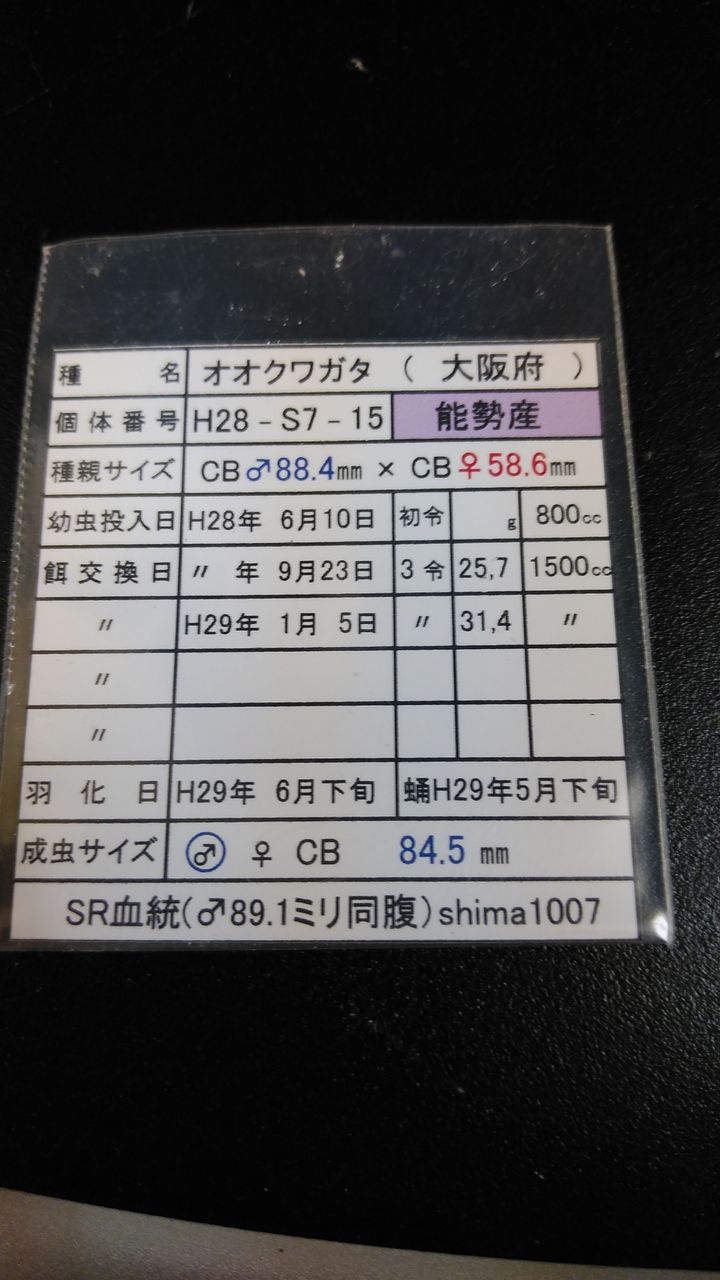 種 名 オオクワガタ ( 大阪府 )
個体番号 H28 - S7 - 15 能勢産
種親サイズ CB♂88.4mm × CB♀58.6mm
幼虫投入日 H28年 6月10日 初令 g 800cc
餌交換日 〃 年 9月23日 3令 25,7 1500cc
〃 H29年 1月 5日 〃 31,4 〃
〃
〃
羽化日 H29年 6月下旬 蛹H29年5月下旬
成虫サイズ ♂ ♀ CB 84.5 mm
SR血統(♂89.1ミリ同腹)shima1007